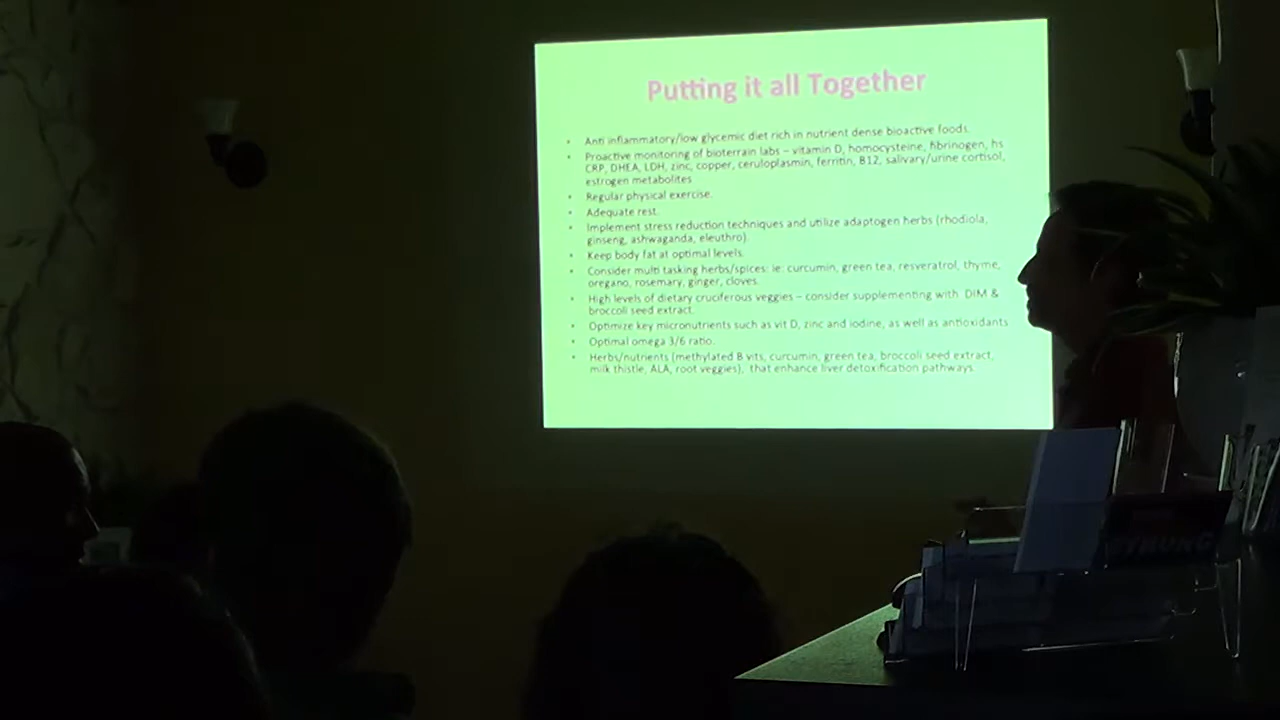 Putting it all Together
• Anti inflammatory/low glycemic diet rich in nutrient dense bioactive foods.
• Proactive monitoring of bioterrain labs – vitamin D, homocysteine, fibrinogen, hs
CRP, DHEA, LDH, zinc, copper, ceruloplasmin, ferritin, B12, salivary/urine cortisol,
estrogen metabolites
• Regular physical exercise.
• Adequate rest.
• Implement stress reduction techniques and utilize adaptogen herbs (rhodiola,
ginseng, ashwaganda, eleuthro).
• Keep body fat at optimal levels.
• Consider multi tasking herbs/spices: ie: curcumin, green tea, resveratrol, thyme,
oregano, rosemary, ginger, cloves.
• High levels of dietary cruciferous veggies – consider supplementing with DIM &
broccoli seed extract.
• Optimize key micronutrients such as vit D, zinc and iodine, as well as antioxidants
• Optimal omega 3/6 ratio.
• Herbs/nutrients (methylated B vits, curcumin, green tea, broccoli seed extract,
milk thistle, ALA, root veggies), that enhance liver detoxification pathways.